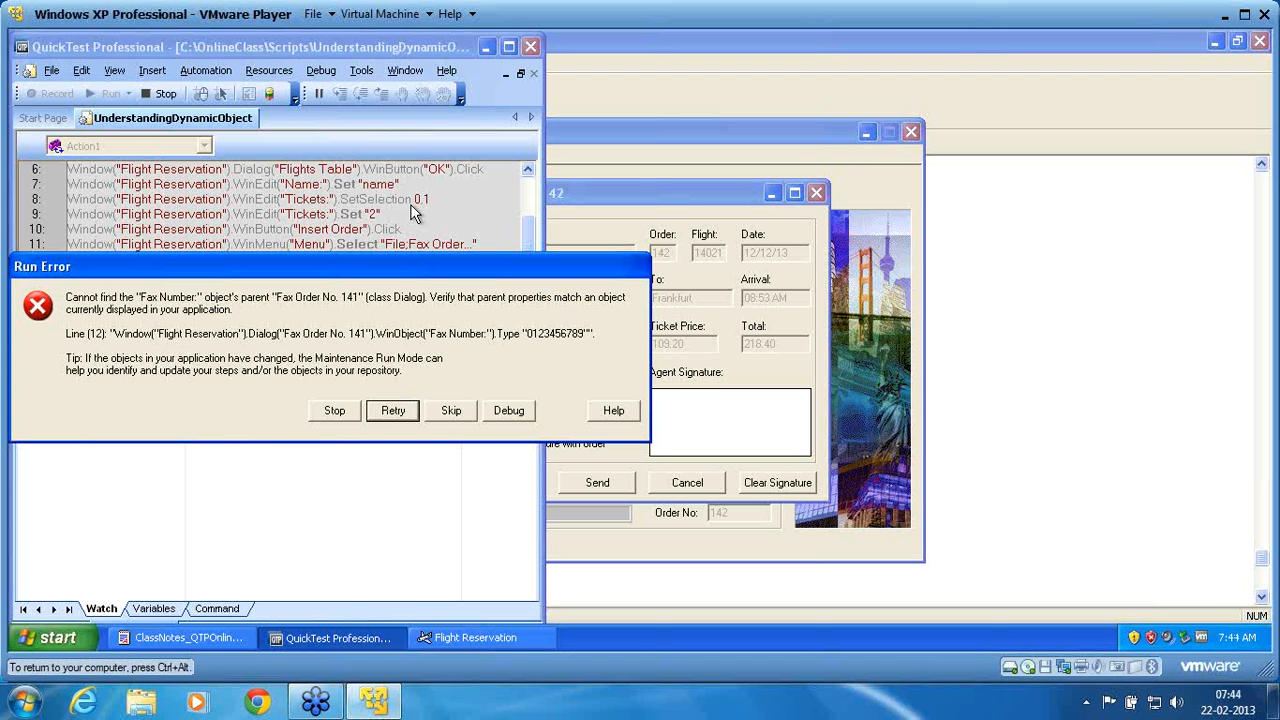 Windows XP Professional - VMware Player
File
Virtual Machine
Help
QuickTest Professional - [C:\OnlineClass\Scripts\UnderstandingDynamicO...
File Edit View Insert Automation Resources Debug Tools Window Help
Record Run Stop
Start Page UnderstandingDynamicObject
Action1
6: Window("Flight Reservation").Dialog("Flights Table").WinButton("OK").Click
7: Window("Flight Reservation").WinEdit("Name:").Set "name"
8: Window("Flight Reservation").WinEdit("Tickets:").SetSelection 0,1
9: Window("Flight Reservation").WinEdit("Tickets:").Set "2"
10: Window("Flight Reservation").WinButton("Insert Order").Click
11: Window("Flight Reservation").WinMenu("Menu").Select "File;Fax Order..."
Run Error
Cannot find the "Fax Number:" object's parent "Fax Order No. 141" (class Dialog). Verify that parent properties match an object
currently displayed in your application.
Line (12): "Window("Flight Reservation").Dialog("Fax Order No. 141").WinObject("Fax Number:").Type "0123456789"".
Tip: If the objects in your application have changed, the Maintenance Run Mode can
help you identify and update your steps and/or the objects in your repository.
Stop Retry Skip Debug Help
42
Order: Flight: Date:
142 14021 12/12/13
To: Arrival:
Frankfurt 08:53 AM
Ticket Price: Total:
109.20 218.40
Agent Signature:
with order
Send Cancel Clear Signature
Order No: 142
Watch Variables Command
NUM
start ClassNotes_QTPOnlin... QuickTest Profession... Flight Reservation 7:44 AM
To return to your computer, press Ctrl+Alt.
vmware
07:44
22-02-2013